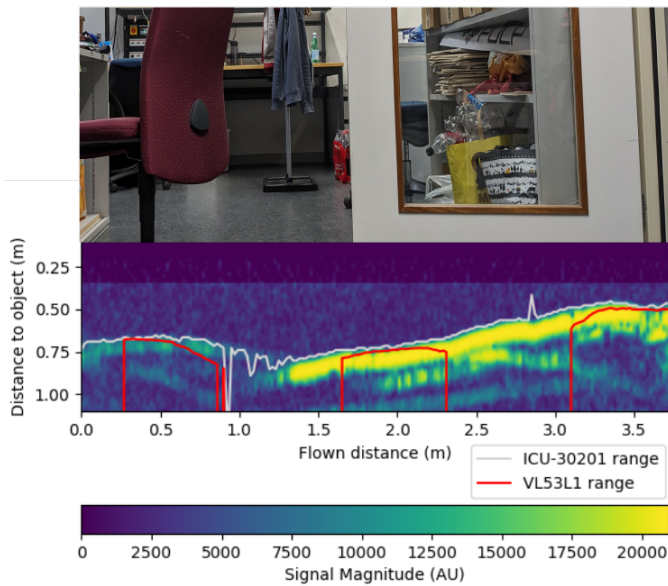 PULP
0.25
0.50
0.75
1.00
Distance to object (m)
0.0 0.5 1.0 1.5 2.0 2.5 3.0 3.5
Flown distance (m)
ICU-30201 range
VL53L1 range
0 2500 5000 7500 10000 12500 15000 17500 20000
Signal Magnitude (AU)